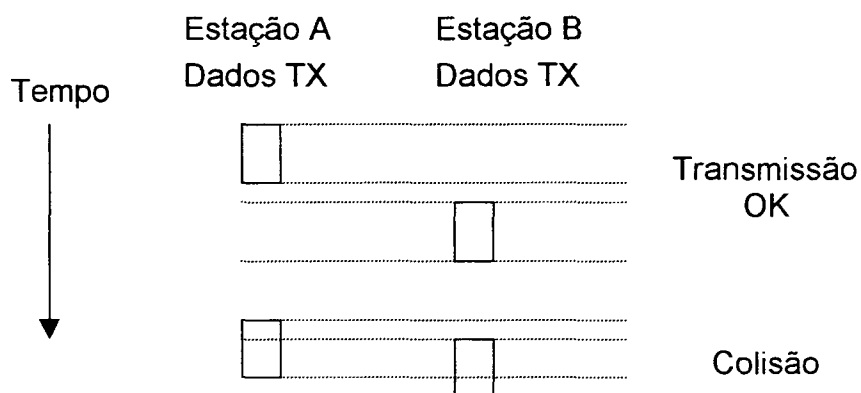 Estação A
Estação B
Dados TX
Dados TX
Tempo
Transmissão
OK
Colisão